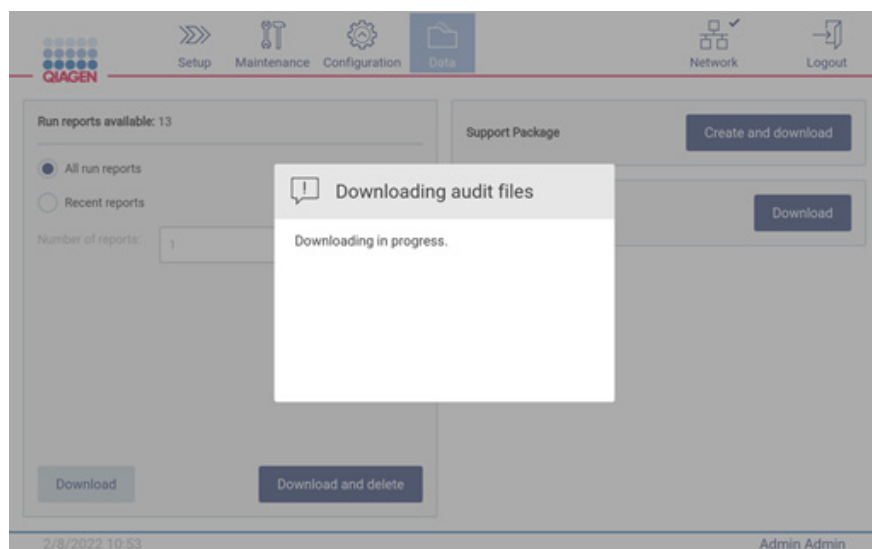 QIAGEN
Setup
Maintenance
Configuration
Data
Network
Logout
Run reports available: 13
All run reports
Recent reports
Number of reports:
1
Download
Download and delete
Support Package
Create and download
Download
Downloading audit files
Downloading in progress.
2/8/2022 10:53
Admin Admin